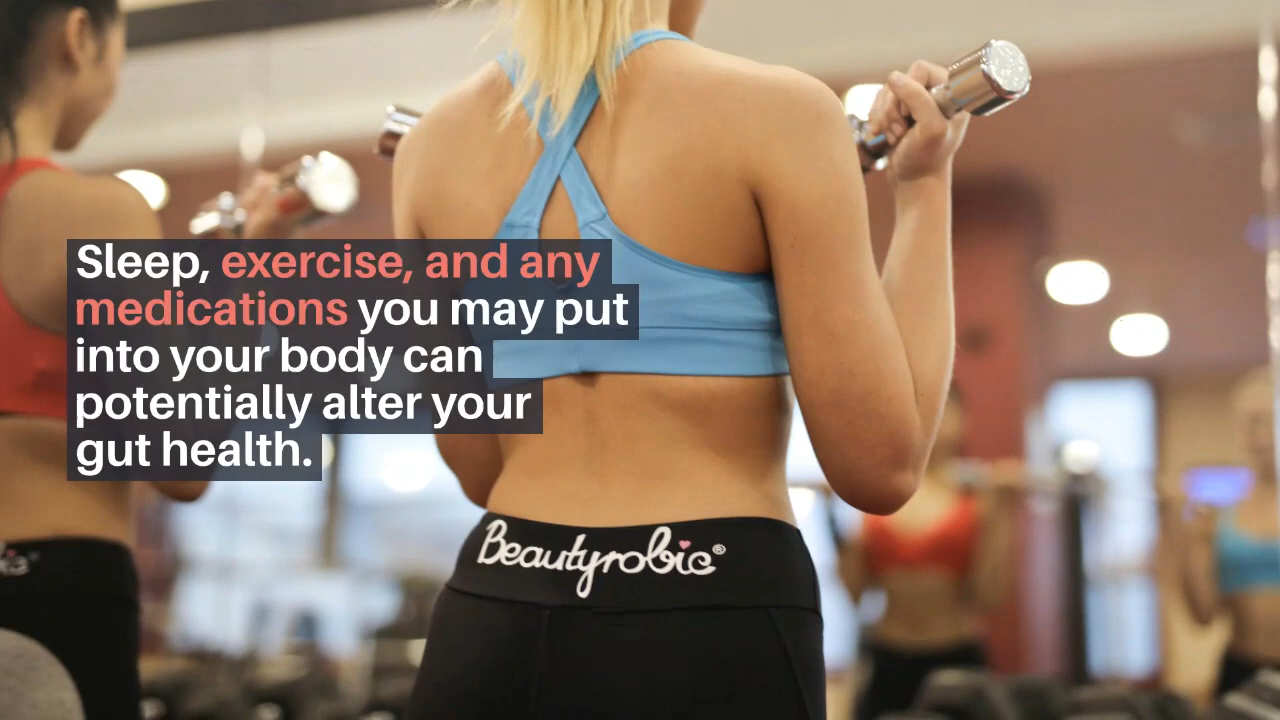 Sleep, exercise, and any
medications you may put
into your body can
potentially alter your
gut health.
Beautyrobic®